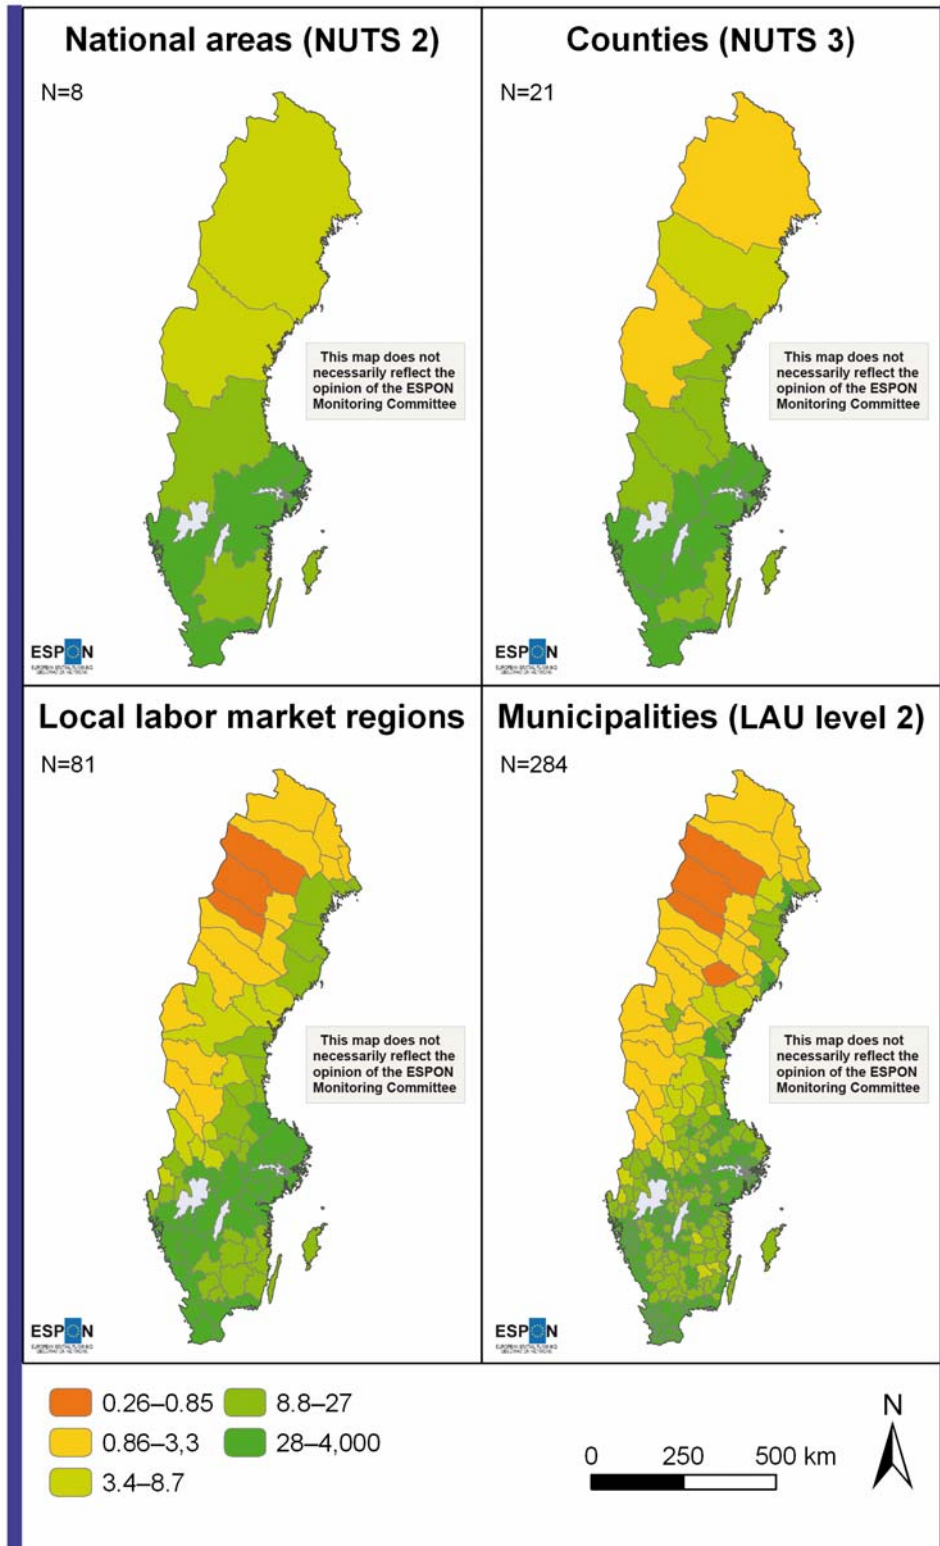 National areas (NUTS 2)
N=8
This map does not
necessarily reflect the
opinion of the ESPON
Monitoring Committee
ESPON
Counties (NUTS 3)
N=21
This map does not
necessarily reflect the
opinion of the ESPON
Monitoring Committee
ESPON
Local labor market regions
N=81
This map does not
necessarily reflect the
opinion of the ESPON
Monitoring Committee
ESPON
Municipalities (LAU level 2)
N=284
This map does not
necessarily reflect the
opinion of the ESPON
Monitoring Committee
ESPON
0.26–0.85
0.86–3,3
3.4–8.7
8.8–27
28–4,000
0 250 500 km
N